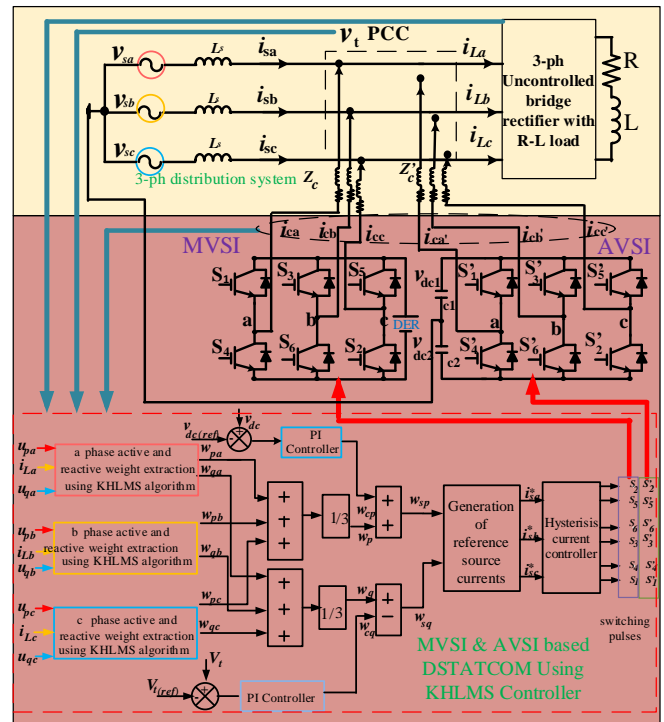 v_t PCC
v_sa L_s i_sa i_La
v_sb L_s i_sb i_Lb
v_sc L_s i_sc i_Lc
3-ph
Uncontrolled
bridge
rectifier with
R-L load
R
L
3-ph distribution system
Z_c Z_c'
MVSI
i_ca i_cb i_cc i_ca' i_cb' i_cc'
AVSI
S_1 S_3 S_5
a b c
S_4 S_6 S_2
DER
v_dc1
c1
v_dc2
c2
S'_1 S'_3 S'_5
a b c
S'_4 S'_6 S'_2
v_dc(ref)
v_dc
-
+
PI
Controller
u_pa
i_La
u_qa
a phase active and
reactive weight extraction
using KHLMS algorithm
w_pa
w_qa
u_pb
i_Lb
u_qb
b phase active and
reactive weight extraction
using KHLMS algorithm
w_pb
w_qb
u_pc
i_Lc
u_qc
c phase active and
reactive weight extraction
using KHLMS algorithm
w_pc
w_qc
+
+
+
1/3
w_cp
w_p
+
+
w_sp
+
+
+
1/3
w_q
w_cq
+
−
w_sq
Generation
of
reference
source
currents
i*_sa
i*_sb
i*_sc
Hysterisis
current
controller
s_2 s'_2
s_5 s'_5
s_6 s'_6
s_3 s'_3
s_4 s'_4
s_1 s'_1
switching
pulses
V_t
V_t(ref)
-
+
PI Controller
MVSI & AVSI based
DSTATCOM Using
KHLMS Controller